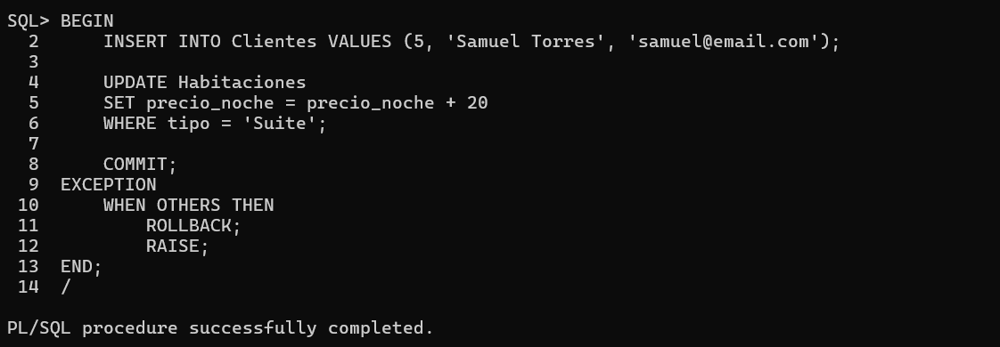 SQL> BEGIN
  2      INSERT INTO Clientes VALUES (5, 'Samuel Torres', 'samuel@email.com');
  3
  4      UPDATE Habitaciones
  5      SET precio_noche = precio_noche + 20
  6      WHERE tipo = 'Suite';
  7
  8      COMMIT;
  9  EXCEPTION
 10      WHEN OTHERS THEN
 11          ROLLBACK;
 12          RAISE;
 13  END;
 14  /
PL/SQL procedure successfully completed.